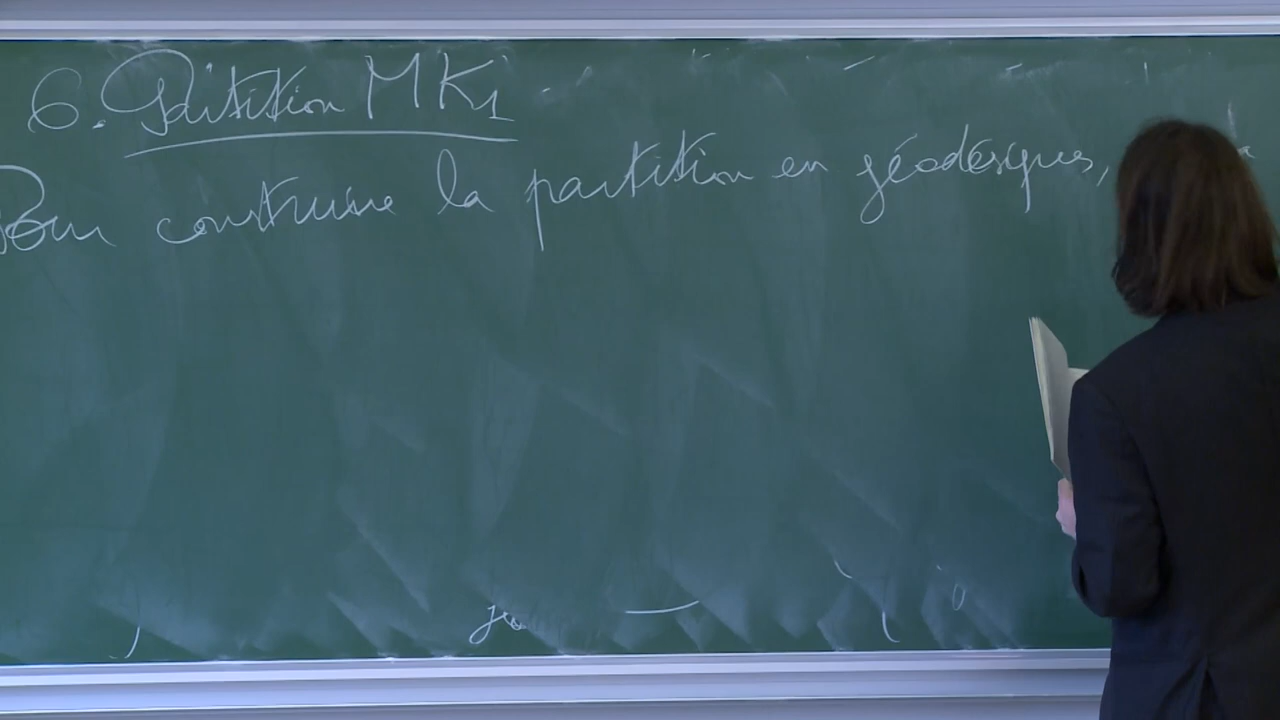 6. Partition MK1
Pour construire la partition en géodésiques,